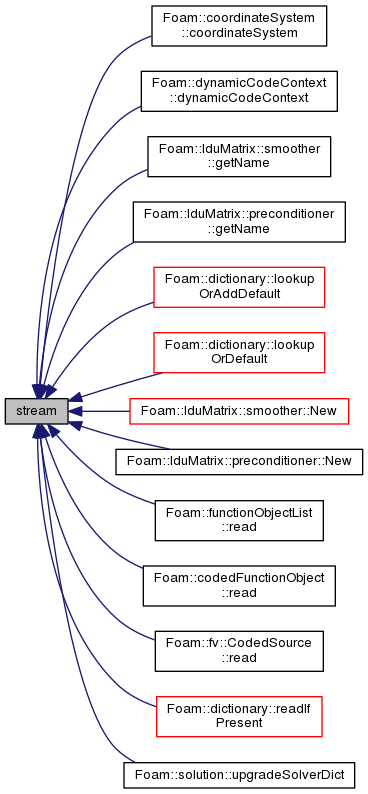 Foam::coordinateSystem
::coordinateSystem
Foam::dynamicCodeContext
::dynamicCodeContext
Foam::lduMatrix::smoother
::getName
Foam::lduMatrix::preconditioner
::getName
Foam::dictionary::lookup
OrAddDefault
Foam::dictionary::lookup
OrDefault
stream
Foam::lduMatrix::smoother::New
Foam::lduMatrix::preconditioner::New
Foam::functionObjectList
::read
Foam::codedFunctionObject
::read
Foam::fv::CodedSource
::read
Foam::dictionary::readIf
Present
Foam::solution::upgradeSolverDict